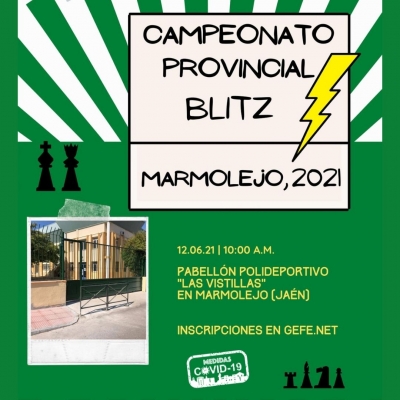 CAMPEONATO
PROVINCIAL
BLITZ
MARMOLEJO, 2021
12.06.21 | 10:00 A.M.
PABELLÓN POLIDEPORTIVO
"LAS VISTILLAS"
EN MARMOLEJO (JAÉN)
INSCRIPCIONES EN GEFE.NET
MEDIDAS
COVID-19